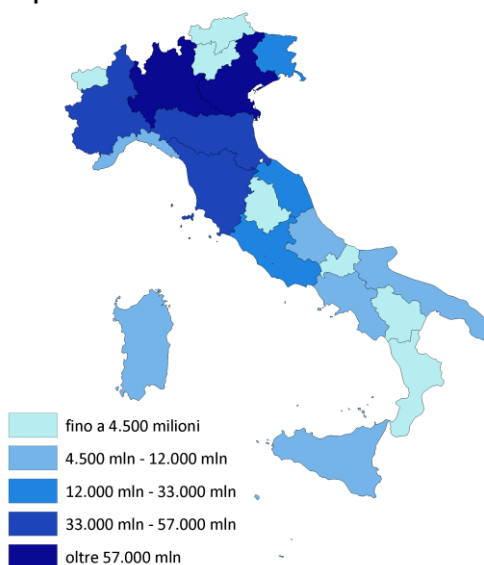 fino a 4.500 milioni
4.500 mln - 12.000 mln
12.000 mln - 33.000 mln
33.000 mln - 57.000 mln
oltre 57.000 mln